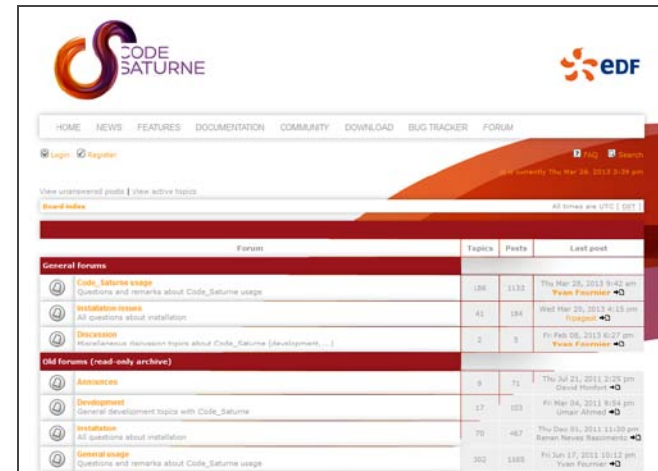 CODE
SATURNE
edf
HOME NEWS FEATURES DOCUMENTATION COMMUNITY DOWNLOAD BUG TRACKER FORUM
Login Register FAQ Search
It is currently Thu Mar 28, 2013 3:39 pm
View unanswered posts | View active topics
Board index All times are UTC [ DST ]
Forum Topics Posts Last post
General forums
Code_Saturne usage 186 1132 Thu Mar 28, 2013 9:42 am
Questions and remarks about Code_Saturne usage Yvan Fournier
Installation issues 41 184 Wed Mar 20, 2013 4:15 pm
All questions about installation
Discussion 2 5 Fri Feb 08, 2013 6:27 pm
Miscellaneous discussion topics about Code_Saturne (development, ...) Yvan Fournier
Old forums (read-only archive)
Announces 9 71 Thu Jul 21, 2011 2:25 pm
David Monfort
Development 17 103 Fri Mar 04, 2011 9:54 pm
General development topics with Code_Saturne Umair Ahmed
Installation 70 467 Thu Dec 01, 2011 11:20 pm
All questions about installation Renan Neves Nascimento
General usage 302 Fri Jun 17, 2011 10:12 pm
Questions and remarks about Code_Saturne usage Yvan Fournier